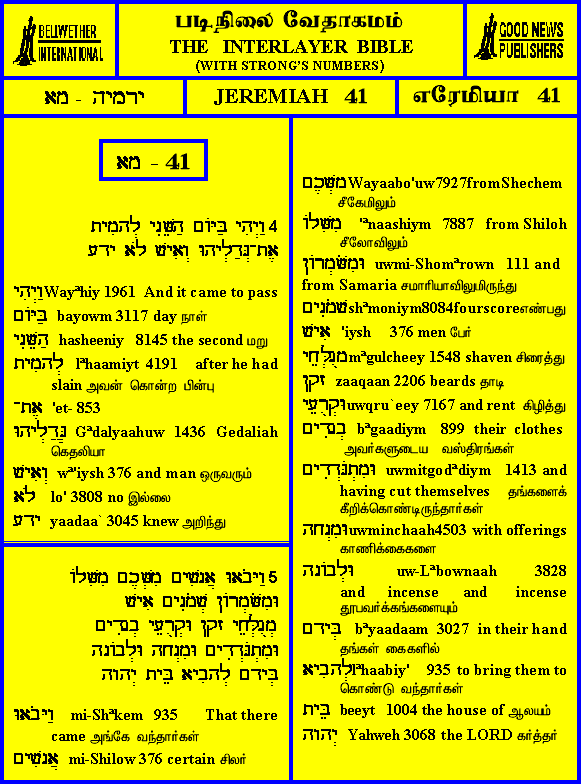 BELLWETHER
INTERNATIONAL
படிநிலை வேதாகமம்
THE INTERLAYER BIBLE
(WITH STRONG'S NUMBERS)
GOOD NEWS
PUBLISHERS
ירמיה - מא
JEREMIAH 41
எரேமியா 41
מא - 41
4 וַיְהִי בַּיּוֹם הַשֵּׁנִי לְהָמִית
אֶת־גְּדַלְיָהוּ וְאִישׁ לֹא יָדָע
וַיְהִי Wayªhiy 1961 And it came to pass
בַּיּוֹם bayowm 3117 day நாள்
הַשֵּׁנִי hasheeniy 8145 the second மறு
לְהָמִית lªhaamiyt 4191 after he had
slain அவன் கொன்ற பின்பு
אֶת־ 'et- 853
גְּדַלְיָהוּ Gªdalyaahuw 1436 Gedaliah
கெதலியா
וְאִישׁ wª'iysh 376 and man ஒருவரும்
לֹא lo' 3808 no இல்லை
יָדָע yaadaa` 3045 knew அறிந்து
5 וַיָּבֹאוּ אֲנָשִׁים מִשְּׁכֶם מִשִּׁלוֹ
וּמִשֹּׁמְרוֹן שְׁמֹנִים אִישׁ
מְגֻלְּחֵי זָקָן וּקְרֻעֵי בְגָדִים
וּמִתְגֹּדְדִים וּמִנְחָה וּלְבוֹנָה
בְּיָדָם לְהָבִיא בֵּית יְהוָה
וַיָּבֹאוּ mi-Shªkem 935 That there
came அங்கே வந்தார்கள்
אֲנָשִׁים mi-Shilow 376 certain சிலர்
מִשְּׁכֶם Wayaabo'uw7927fromShechem
சீகேமிலும்
מִשִּׁלוֹ 'ªnaashiym 7887 from Shiloh
சீலோவிலும்
וּמִשֹּׁמְרוֹן uwmi-Shomªrown 111 and
from Samaria சமாரியாவிலுமிருந்து
שְׁמֹנִים shªmoniym8084fourscoreஎண்பது
אִישׁ 'iysh 376 men பேர்
מְגֻלְּחֵי mªgulcheey 1548 shaven சிரைத்து
זָקָן zaaqaan 2206 beards தாடி
וּקְרֻעֵי uwqru`eey 7167 and rent கிழித்து
בְגָדִים bªgaadiym 899 their clothes
அவர்களுடைய வஸ்திரங்கள்
וּמִתְגֹּדְדִים uwmitgodªdiym 1413 and
having cut themselves தங்களைக்
கீறிக்கொண்டிருந்தார்கள்
וּמִנְחָה uwminchaah4503 with offerings
காணிக்கைகளை
וּלְבוֹנָה uw-Lªbownaah 3828
and incense and incense
தூபவர்க்கங்களையும்
בְּיָדָם bªyaadaam 3027 in their hand
தங்கள் கைகளில்
לְהָבִיא lªhaabiy' 935 to bring them to
கொண்டு வந்தார்கள்
בֵּית beeyt 1004 the house of ஆலயம்
יְהוָה Yahweh 3068 the LORD கர்த்தர்